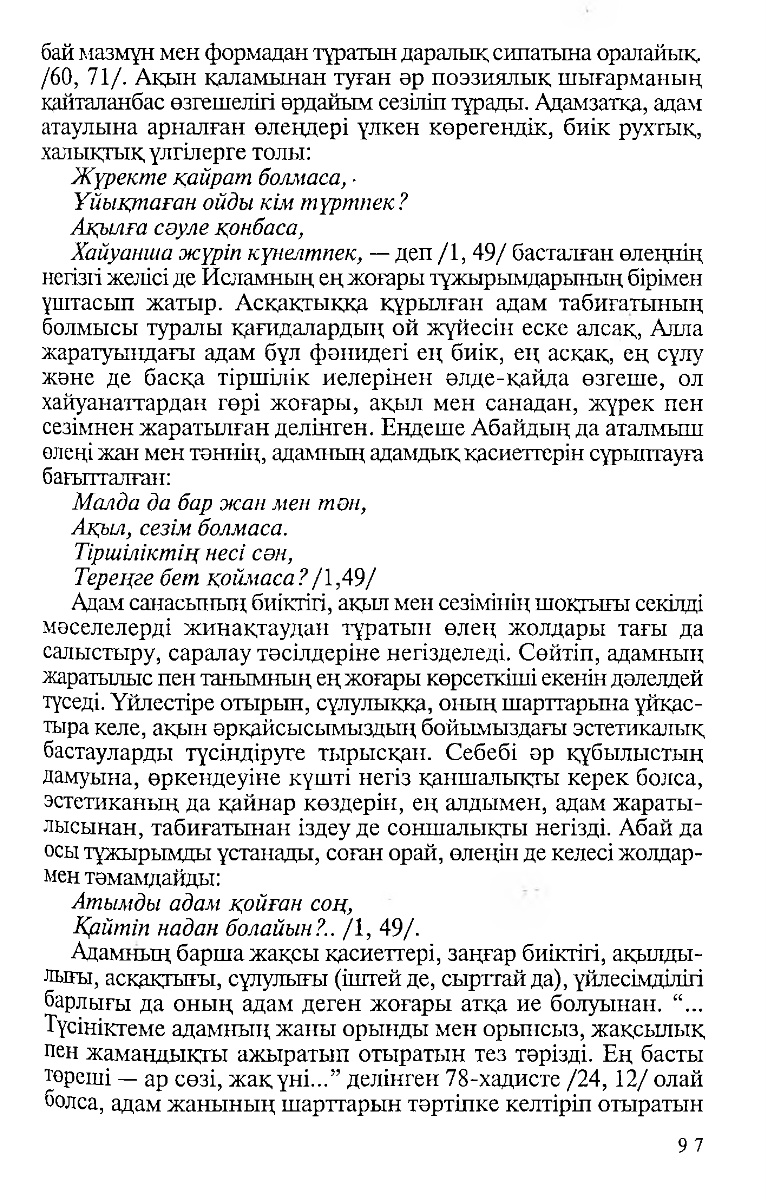 бай мазмұн мен формадан тұратын даралық сипатына оралайық.
/60, 71/. Ақын қаламынан туған әр поэзиялық шығарманың
қайталанбас өзгешелігі әрдайым сезіліп тұрады. Адамзатқа, адам
атаулына арналған өлеңдері үлкен көрегендік, биік рухтық,
халықтық үлгілерге толы:
Жүректе қайрат болмаса,
Ұйықтаған ойды кім түртпек?
Ақылға сәуле қонбаса,
Хайуанша жүріп күнелтпек, — деп /1, 49/ басталған өлеңнің
негізгі желісі де Исламның ең жоғары тұжырымдарының бірімен
ұштасып жатыр. Асқақтыққа құрылған адам табиғатының
болмысы туралы қағидалардың ой жүйесін еске алсақ, Алла
жаратуындағы адам бұл фәнидегі ең биік, ең асқақ, ең сұлу
және де басқа тіршілік иелерінен әлде-қайда өзгеше, ол
хайуанаттардан гөрі жоғары, ақыл мен санадан, жүрек пен
сезімнен жаратылған делінген. Ендеше Абайдың да аталмыш
өлеңі жан мен тәннің, адамның адамдық қасиеттерін сұрыптауға
бағытталған:
Малда да бар жан мен тән,
Ақыл, сезім болмаса.
Тіршіліктің несі сән,
Тереңге бет қоймаса? /1,49/
Адам санасының биіктігі, ақыл мен сезімінің шоқтығы секілді
мәселелерді жинақтаудан тұратын өлең жолдары тағы да
салыстыру, саралау тәсілдеріне негізделеді. Сөйтіп, адамның
жаратылыс пен танымның ең жоғары көрсеткіші екенін дәлелдей
түседі. Үйлестіре отырып, сұлулыққа, оның шарттарына ұйқас-
тыра келе, ақын әрқайсысымыздың бойымыздағы эстетикалық
бастауларды түсіндіруге тырысқан. Себебі әр құбылыстың
дамуына, өркендеуіне күшті негіз қаншалықты керек болса,
эстетиканың да қайнар көздерін, ең алдымен, адам жараты-
лысынан, табиғатынан іздеу де соншалықты негізді. Абай да
осы тұжырымды ұстанады, соған орай, өлеңін де келесі жолдар-
мен тәмамдайды:
Атымды адам қойған соң,
Қайтіп надан болайын?.. /1, 49/.
Адамның барша жақсы қасиеттері, заңғар биіктігі, ақылды-
лығы, асқақтығы, сұлулығы (іштей де, сырттай да), үйлесімділігі
барлығы да оның адам деген жоғары атқа ие болуынан. “...
Түсініктеме адамның жаны орынды мен орынсыз, жақсылық
пен жамандықты ажыратып отыратын тез тәрізді. Ең басты
төреші — ар сөзі, жақ үні...” делінген 78-хадисте /24, 12/ олай
болса, адам жанының шарттарын тәртіпке келтіріп отыратын
97